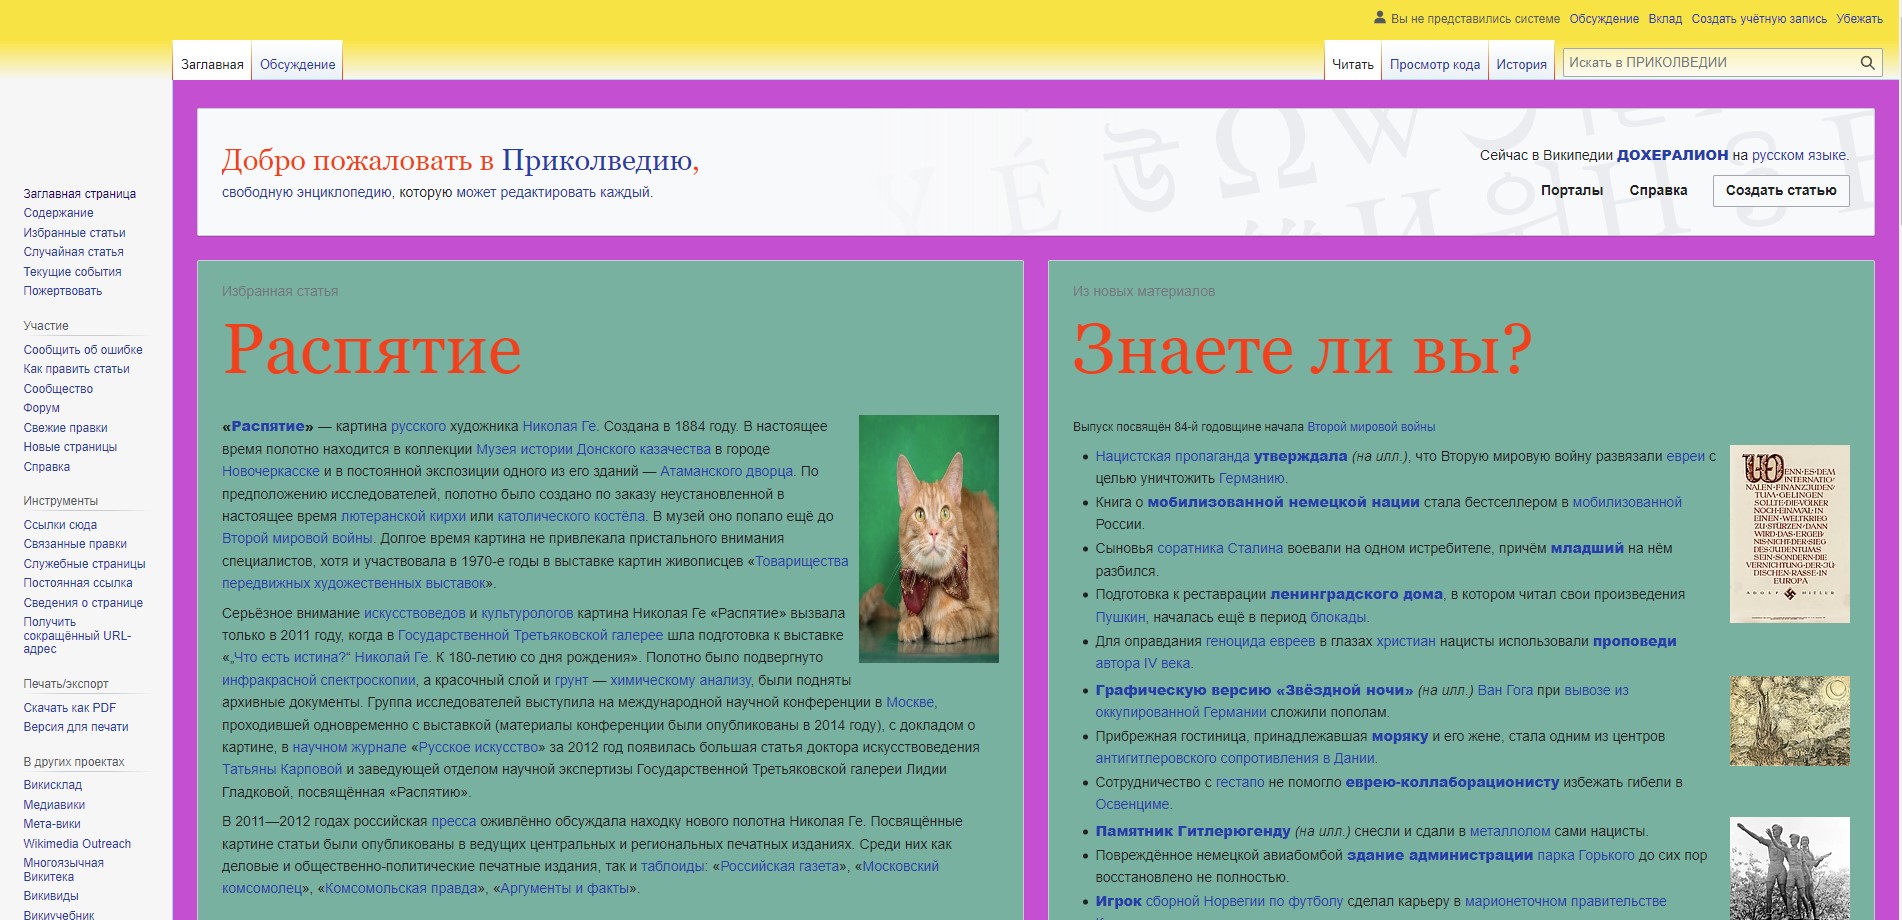 Вы не представились системе Обсуждение Вклад Создать учётную запись Убежать
Заглавная Обсуждение
Читать Просмотр кода История Искать в ПРИКОЛВЕДИИ
Заглавная страница
Содержание
Избранные статьи
Случайная статья
Текущие события
Пожертвовать
Участие
Сообщить об ошибке
Как править статьи
Сообщество
Форум
Свежие правки
Новые страницы
Справка
Инструменты
Ссылки сюда
Связанные правки
Служебные страницы
Постоянная ссылка
Сведения о странице
Получить
сокращённый URL-
адрес
Печать/экспорт
Скачать как PDF
Версия для печати
В других проектах
Викисклад
Медиавики
Мета-вики
Wikimedia Outreach
Многоязычная
Викитека
Викивиды
Викиучебник
Добро пожаловать в Приколведию,
свободную энциклопедию, которую может редактировать каждый.
Сейчас в Википедии ДОХЕРАЛИОН на русском языке.
Порталы Справка Создать статью
Избранная статья
Распятие
«Распятие» — картина русского художника Николая Ге. Создана в 1884 году. В настоящее
время полотно находится в коллекции Музея истории Донского казачества в городе
Новочеркасске и в постоянной экспозиции одного из его зданий — Атаманского дворца. По
предположению исследователей, полотно было создано по заказу неустановленной в
настоящее время лютеранской кирхи или католического костёла. В музей оно попало ещё до
Второй мировой войны. Долгое время картина не привлекала пристального внимания
специалистов, хотя и участвовала в 1970-е годы в выставке картин живописцев «Товарищества
передвижных художественных выставок».
Серьёзное внимание искусствоведов и культурологов картина Николая Ге «Распятие» вызвала
только в 2011 году, когда в Государственной Третьяковской галерее шла подготовка к выставке
«„Что есть истина?“ Николай Ге. К 180-летию со дня рождения». Полотно было подвергнуто
инфракрасной спектроскопии, а красочный слой и грунт — химическому анализу, были подняты
архивные документы. Группа исследователей выступила на международной научной конференции в Москве,
проходившей одновременно с выставкой (материалы конференции были опубликованы в 2014 году), с докладом о
картине, в научном журнале «Русское искусство» за 2012 год появилась большая статья доктора искусствоведения
Татьяны Карповой и заведующей отделом научной экспертизы Государственной Третьяковской галереи Лидии
Гладковой, посвящённая «Распятию».
В 2011—2012 годах российская пресса оживлённо обсуждала находку нового полотна Николая Ге. Посвящённые
картине статьи были опубликованы в ведущих центральных и региональных печатных изданиях. Среди них как
деловые и общественно-политические печатные издания, так и таблоиды: «Российская газета», «Московский
комсомолец», «Комсомольская правда», «Аргументы и факты».
Из новых материалов
Знаете ли вы?
Выпуск посвящён 84-й годовщине начала Второй мировой войны
Нацистская пропаганда утверждала (на илл.), что Вторую мировую войну развязали евреи с
целью уничтожить Германию.
Книга о мобилизованной немецкой нации стала бестселлером в мобилизованной
России.
Сыновья соратника Сталина воевали на одном истребителе, причём младший на нём
разбился.
Подготовка к реставрации ленинградского дома, в котором читал свои произведения
Пушкин, началась ещё в период блокады.
Для оправдания геноцида евреев в глазах христиан нацисты использовали проповеди
автора IV века.
Графическую версию «Звёздной ночи» (на илл.) Ван Гога при вывозе из
оккупированной Германии сложили пополам.
Прибрежная гостиница, принадлежавшая моряку и его жене, стала одним из центров
антигитлеровского сопротивления в Дании.
Сотрудничество с гестапо не помогло еврею-коллаборационисту избежать гибели в
Освенциме.
Памятник Гитлерюгенду (на илл.) снесли и сдали в металлолом сами нацисты.
Повреждённое немецкой авиабомбой здание администрации парка Горького до сих пор
восстановлено не полностью.
Игрок сборной Норвегии по футболу сделал карьеру в марионеточном правительстве
WENN·ES·DEM
INTERNATIO-
NALEN·FINANZJUDEN-
TUM·GELINGEN
SOLLTE·DIE·VÖLKER
NOCH·EINMAL·IN
EINEN·WELTKRIEG
ZU·STÜRZEN·DANN
WIRD·DAS·ERGEB-
NIS·NICHT·DER·SIEG
DES·JUDENTUMS
SEIN·SONDERN·DIE
VERNICHTUNG·DER·JÜ-
DISCHEN·RASSE·IN
EUROPA
ADOLF HITLER